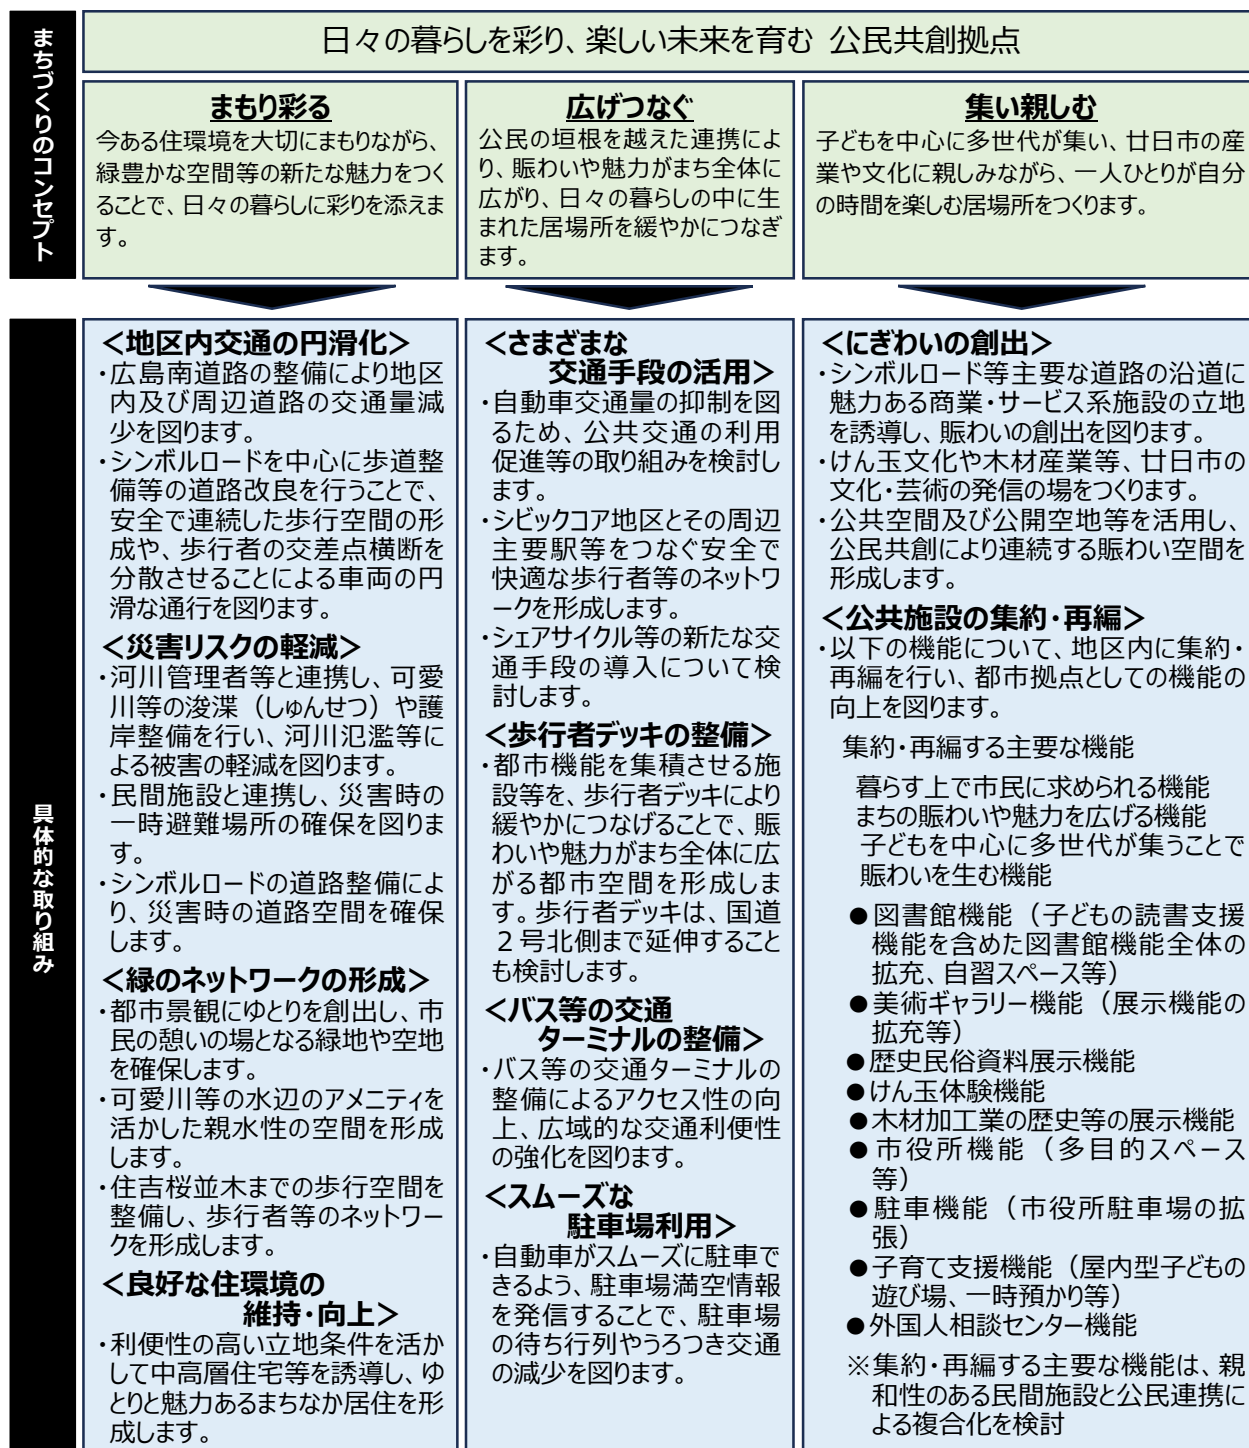 まちづくりのコンセプト
日々の暮らしを彩り、楽しい未来を育む 公民共創拠点
まもり彩る
今ある住環境を大切にまもりながら、
緑豊かな空間等の新たな魅力をつく
ることで、日々の暮らしに彩りを添えま
す。
広げつなぐ
公民の垣根を越えた連携によ
り、賑わいや魅力がまち全体に
広がり、日々の暮らしの中に生
まれた居場所を緩やかにつなぎ
ます。
集い親しむ
子どもを中心に多世代が集い、廿日市の産
業や文化に親しみながら、一人ひとりが自分
の時間を楽しむ居場所をつくります。
具体的な取り組み
<地区内交通の円滑化>
・広島南道路の整備により地区
内及び周辺道路の交通量減
少を図ります。
・シンボルロードを中心に歩道整
備等の道路改良を行うことで、
安全で連続した歩行空間の形
成や、歩行者の交差点横断を
分散させることによる車両の円
滑な通行を図ります。
<災害リスクの軽減>
・河川管理者等と連携し、可愛
川等の浚渫（しゅんせつ）や護
岸整備を行い、河川氾濫等に
よる被害の軽減を図ります。
・民間施設と連携し、災害時の
一時避難場所の確保を図りま
す。
・シンボルロードの道路整備によ
り、災害時の道路空間を確保
します。
<緑のネットワークの形成>
・都市景観にゆとりを創出し、市
民の憩いの場となる緑地や空地
を確保します。
・可愛川等の水辺のアメニティを
活かした親水性の空間を形成
します。
・住吉桜並木までの歩行空間を
整備し、歩行者等のネットワー
クを形成します。
<良好な住環境の
維持・向上>
・利便性の高い立地条件を活か
して中高層住宅等を誘導し、ゆ
とりと魅力あるまちなか居住を形
成します。
<さまざまな
交通手段の活用>
・自動車交通量の抑制を図
るため、公共交通の利用
促進等の取り組みを検討し
ます。
・シビックコア地区とその周辺
主要駅等をつなぐ安全で
快適な歩行者等のネットワ
ークを形成します。
・シェアサイクル等の新たな交
通手段の導入について検
討します。
<歩行者デッキの整備>
・都市機能を集積させる施
設等を、歩行者デッキにより
緩やかにつなげることで、賑
わいや魅力がまち全体に広
がる都市空間を形成しま
す。歩行者デッキは、国道
２号北側まで延伸すること
も検討します。
<バス等の交通
ターミナルの整備>
・バス等の交通ターミナルの
整備によるアクセス性の向
上、広域的な交通利便性
の強化を図ります。
<スムーズな
駐車場利用>
・自動車がスムーズに駐車で
きるよう、駐車場満空情報
を発信することで、駐車場
の待ち行列やうろつき交通
の減少を図ります。
<にぎわいの創出>
・シンボルロード等主要な道路の沿道に
魅力ある商業・サービス系施設の立地
を誘導し、賑わいの創出を図ります。
・けん玉文化や木材産業等、廿日市の
文化・芸術の発信の場をつくります。
・公共空間及び公開空地等を活用し、
公民共創により連続する賑わい空間を
形成します。
<公共施設の集約・再編>
・以下の機能について、地区内に集約・
再編を行い、都市拠点としての機能の
向上を図ります。
集約・再編する主要な機能
暮らす上で市民に求められる機能
まちの賑わいや魅力を広げる機能
子どもを中心に多世代が集うことで
賑わいを生む機能
●図書館機能（子どもの読書支援
機能を含めた図書館機能全体の
拡充、自習スペース等）
●美術ギャラリー機能（展示機能の
拡充等）
●歴史民俗資料展示機能
●けん玉体験機能
●木材加工業の歴史等の展示機能
●市役所機能（多目的スペース
等）
●駐車機能（市役所駐車場の拡
張）
●子育て支援機能（屋内型子どもの
遊び場、一時預かり等）
●外国人相談センター機能
※集約・再編する主要な機能は、親
和性のある民間施設と公民連携に
よる複合化を検討